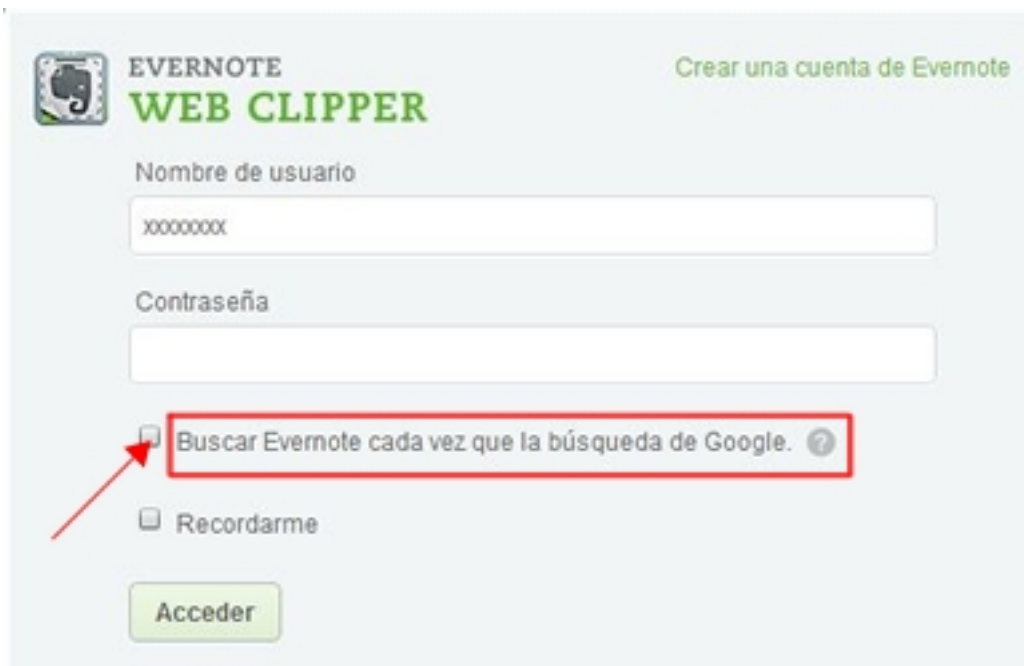 EVERNOTE
WEB CLIPPER
Crear una cuenta de Evernote
Nombre de usuario
xxxxxxxx
Contraseña
Buscar Evernote cada vez que la búsqueda de Google. ?
Recordarme
Acceder